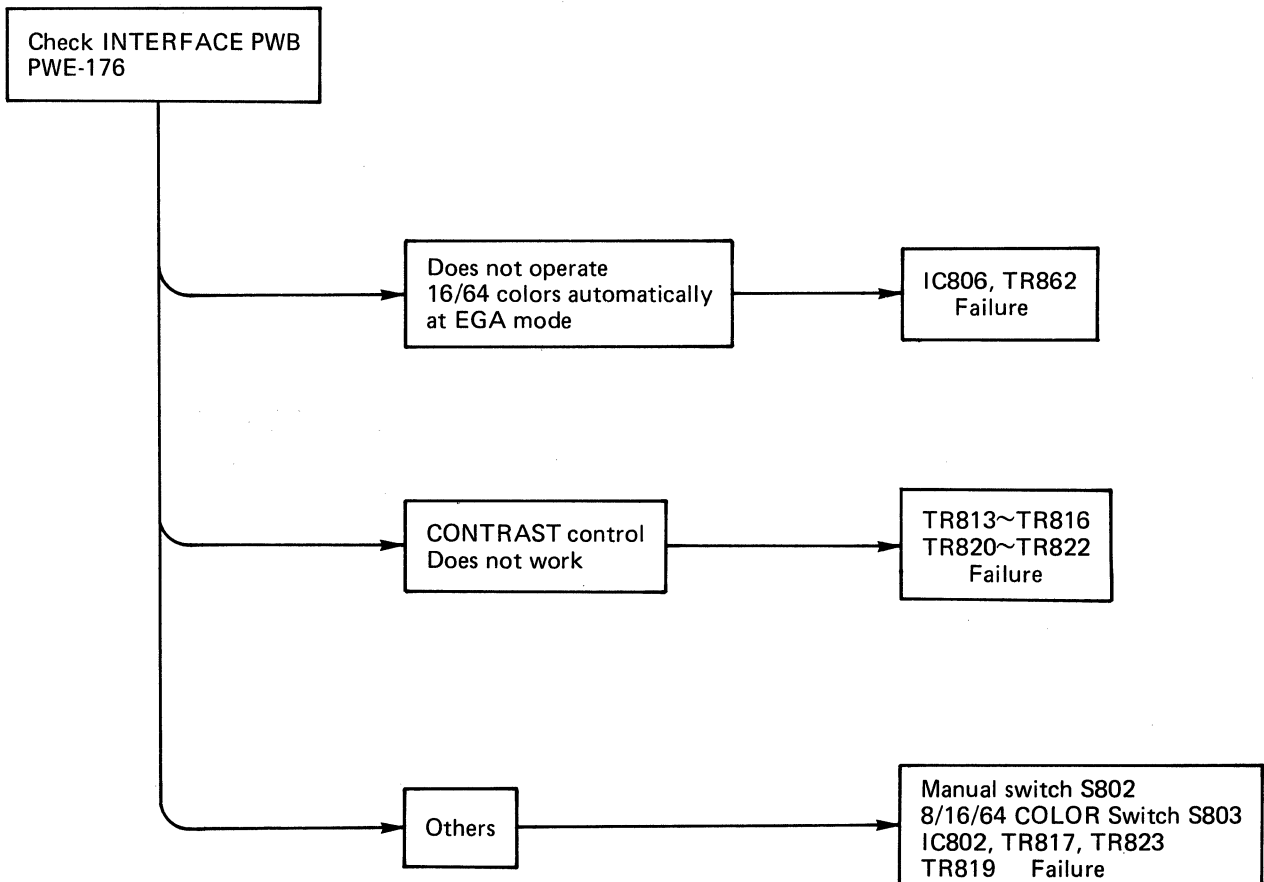 Check INTERFACE PWB
PWE-176
Does not operate
16/64 colors automatically
at EGA mode
IC806, TR862
Failure
CONTRAST control
Does not work
TR813~TR816
TR820~TR822
Failure
Others
Manual switch S802
8/16/64 COLOR Switch S803
IC802, TR817, TR823
TR819 Failure